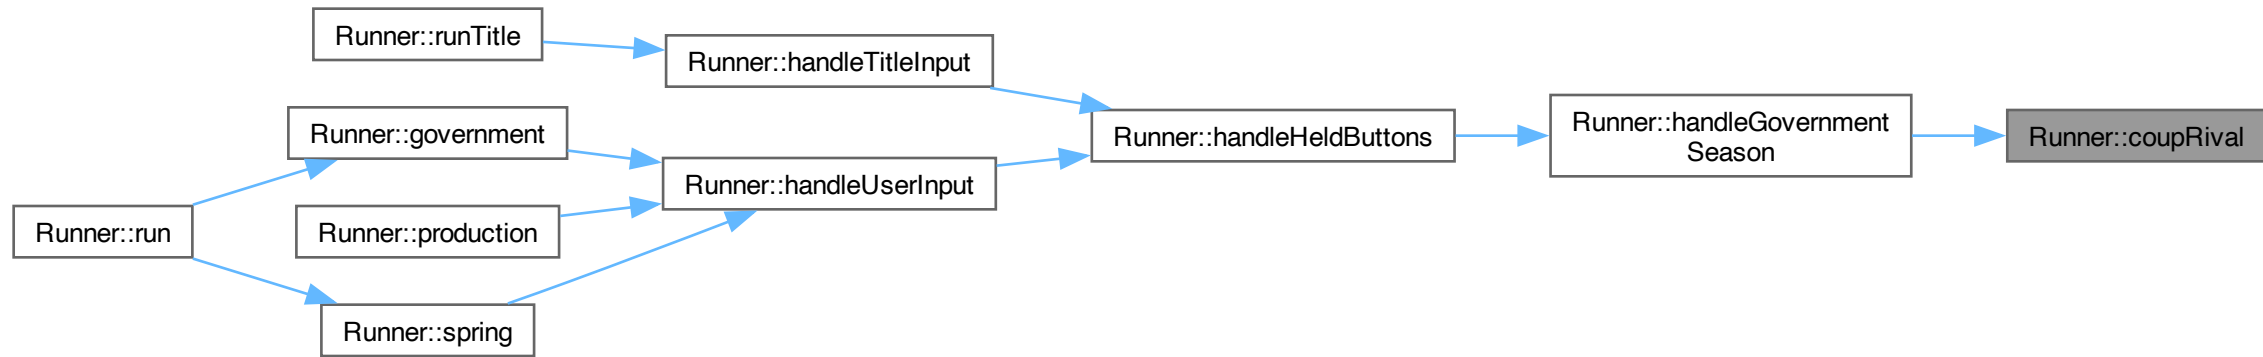 Runner::runTitle
Runner::handleTitleInput
Runner::government
Runner::handleHeldButtons
Runner::handleGovernment
Season
Runner::coupRival
Runner::handleUserInput
Runner::run
Runner::production
Runner::spring